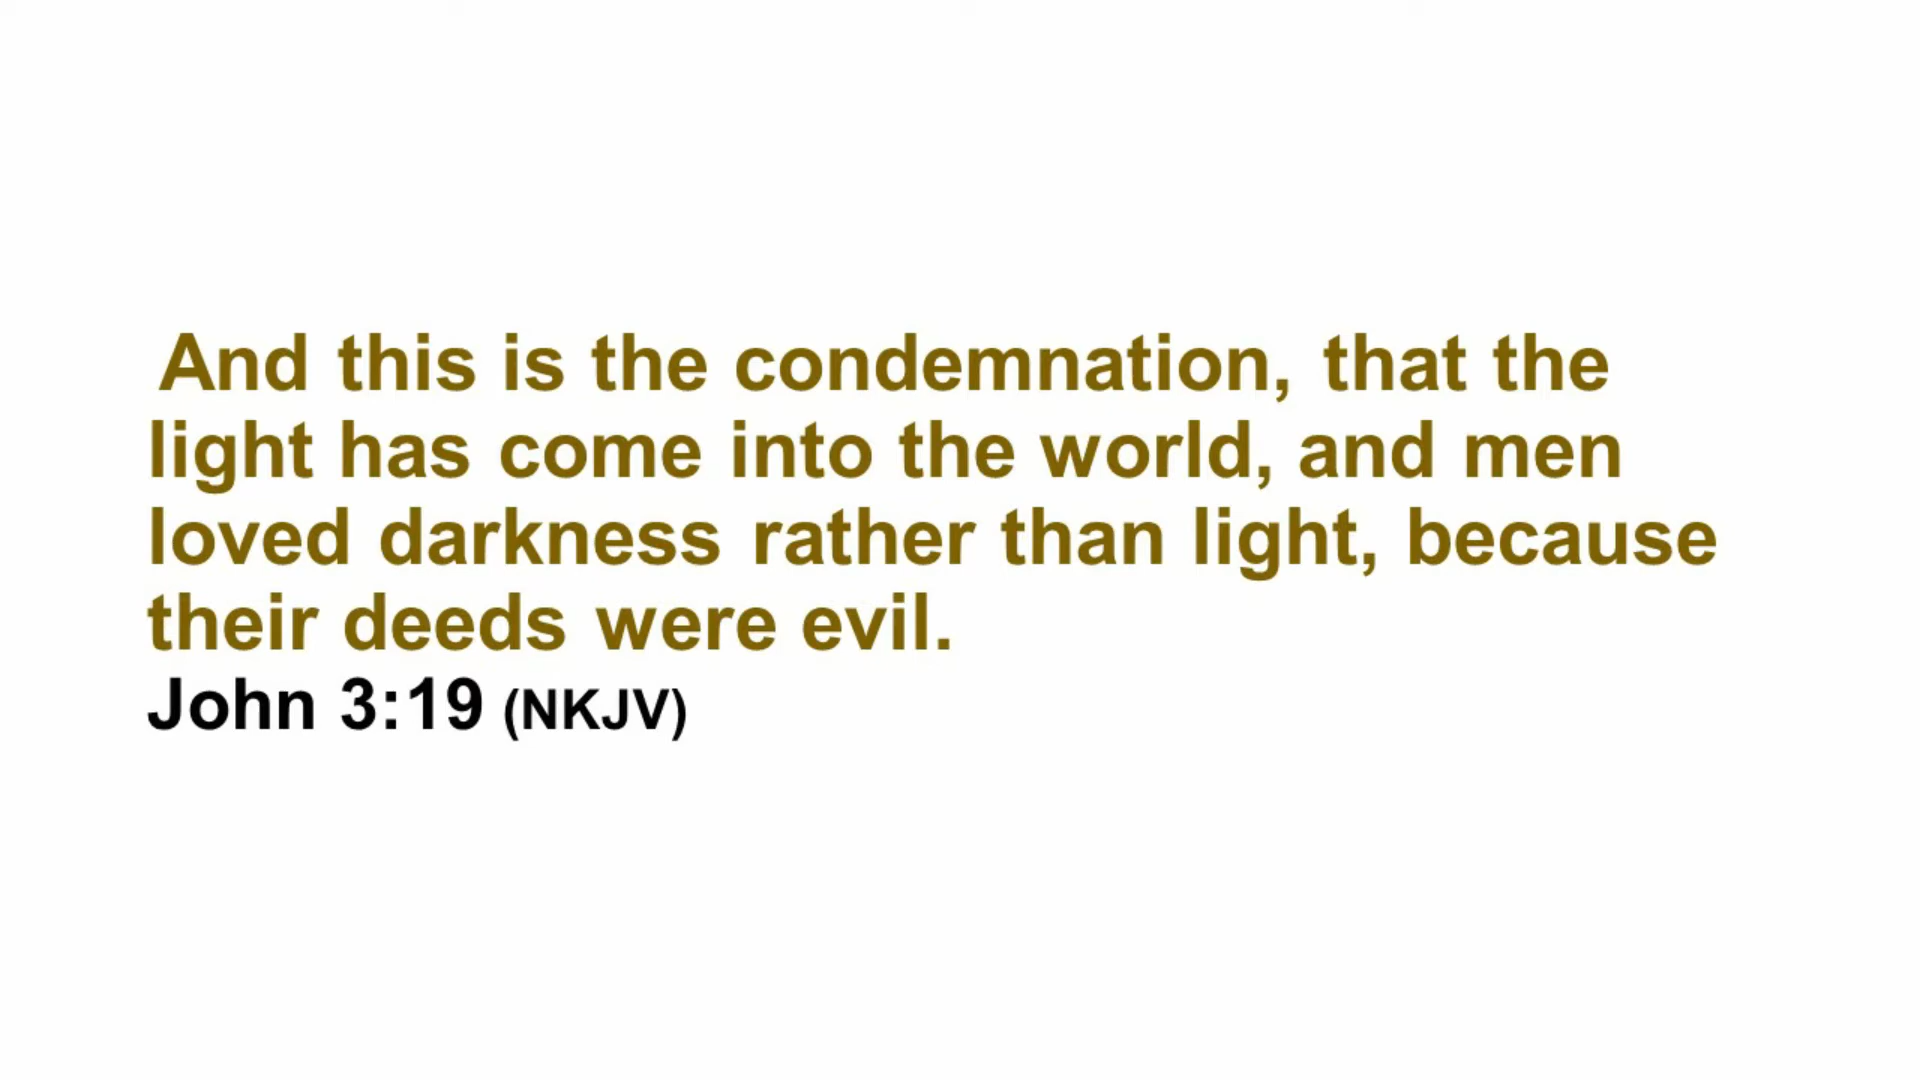 And this is the condemnation, that the
light has come into the world, and men
loved darkness rather than light, because
their deeds were evil.
John 3:19 (NKJV)